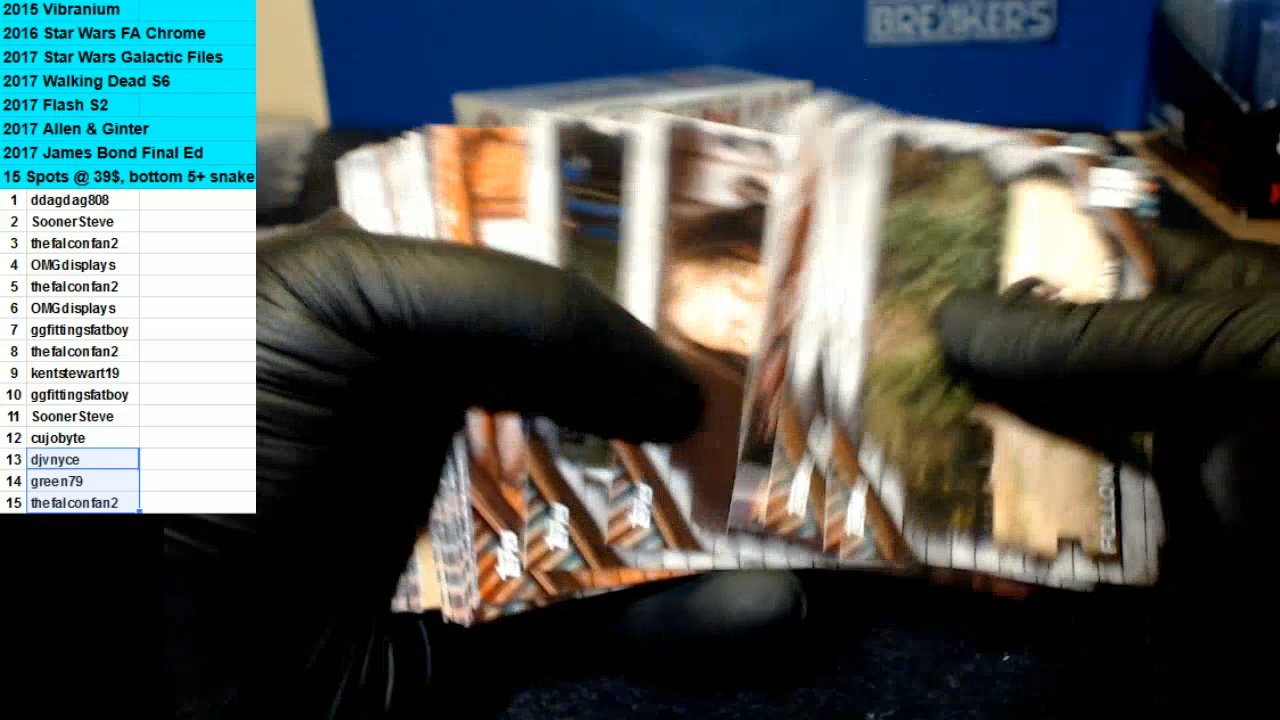 2015 Vibranium
2016 Star Wars FA Chrome
2017 Star Wars Galactic Files
2017 Walking Dead S6
2017 Flash S2
2017 Allen & Ginter
2017 James Bond Final Ed
15 Spots @ 39$, bottom 5+ snake
1 ddagdag808
2 SoonerSteve
3 thefalconfan2
4 OMGdisplays
5 thefalconfan2
6 OMGdisplays
7 ggfittingsfatboy
8 thefalconfan2
9 kentstewart19
10 ggfittingsfatboy
11 SoonerSteve
12 cujobyte
13 djvnyce
14 green79
15 thefalconfan2
BREAKERS